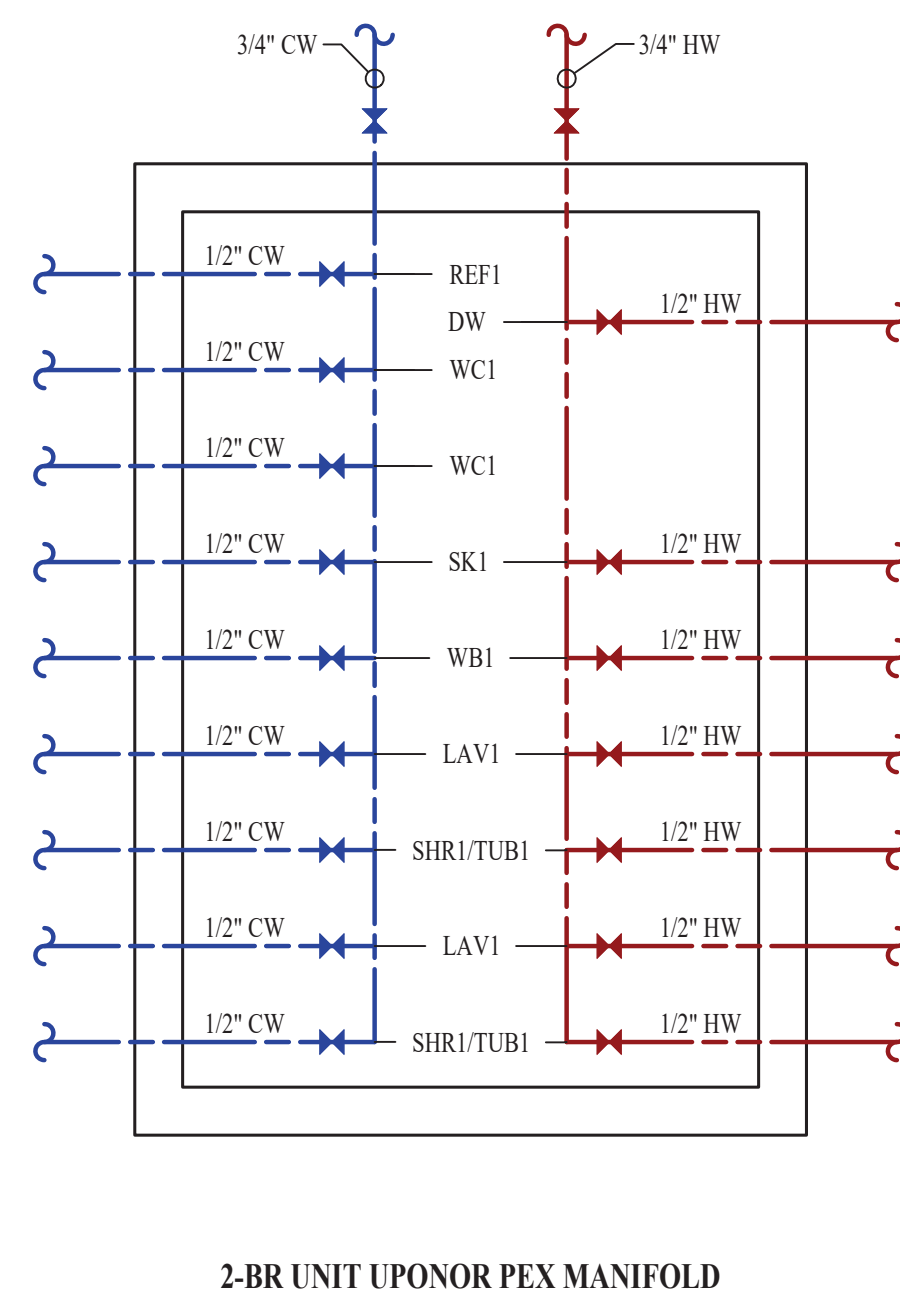 3/4" CW 3/4" HW
1/2" CW REF1
DW 1/2" HW
1/2" CW WC1
1/2" CW WC1
1/2" CW SK1 1/2" HW
1/2" CW WB1 1/2" HW
1/2" CW LAV1 1/2" HW
1/2" CW SHR1/TUB1 1/2" HW
1/2" CW LAV1 1/2" HW
1/2" CW SHR1/TUB1 1/2" HW
2-BR UNIT UPONOR PEX MANIFOLD